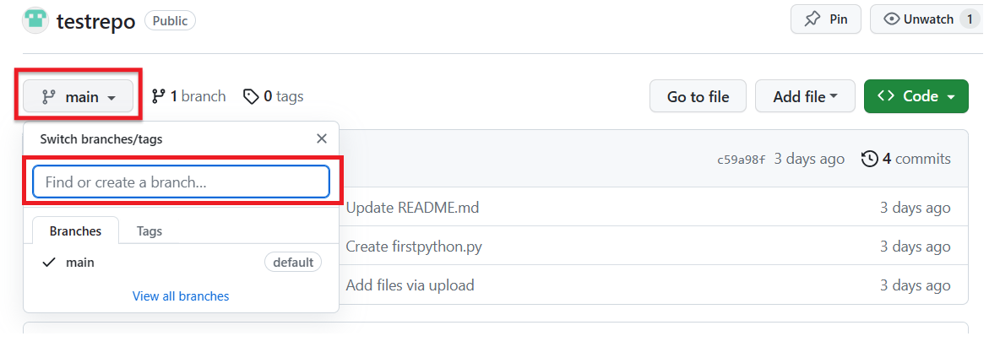 testrepo Public Pin Unwatch 1
main 1 branch 0 tags Go to file Add file Code
Switch branches/tags
c59a98f 3 days ago 4 commits
Find or create a branch...
Update README.md 3 days ago
Branches Tags
Create firstpython.py 3 days ago
main default
Add files via upload 3 days ago
View all branches